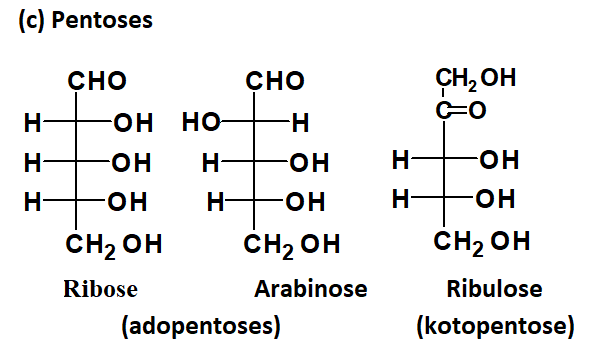 (c) Pentoses
CHO CHO CH₂OH
C=O
H OH HO H
H OH H OH H OH
H OH H OH H OH
CH₂ OH CH₂ OH CH₂ OH
Ribose Arabinose Ribulose
(adopentoses) (kotopentose)